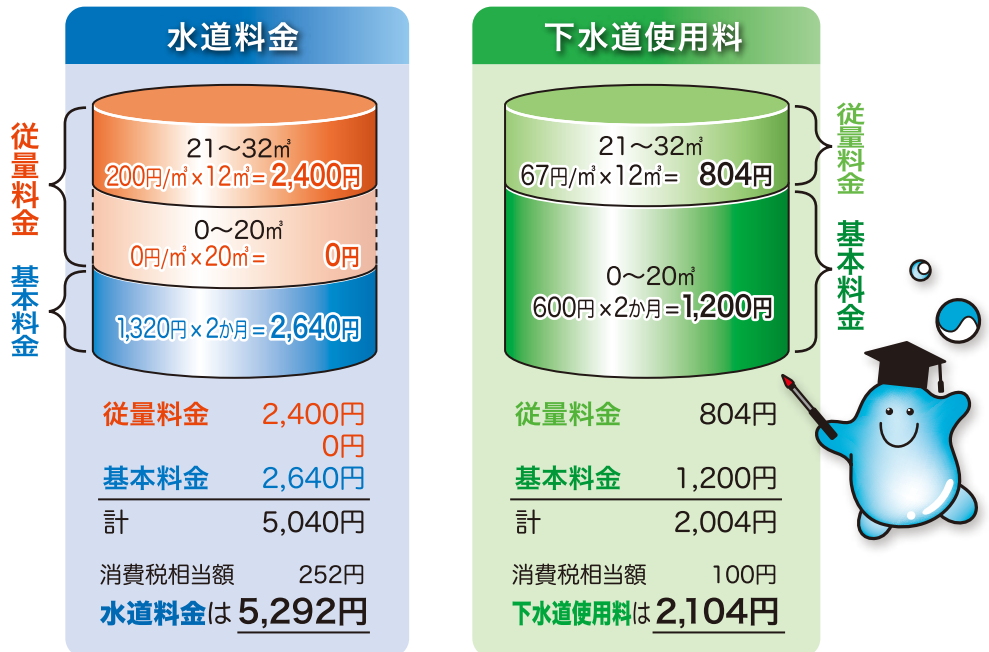 水道料金
従量料金
基本料金
21〜32㎥
200円/㎥×12㎥=2,400円
0〜20㎥
0円/㎥×20㎥= 0円
1,320円×2か月=2,640円
従量料金 2,400円
0円
基本料金 2,640円
計 5,040円
消費税相当額 252円
水道料金は 5,292円
下水道使用料
従量料金
基本料金
21〜32㎥
67円/㎥×12㎥= 804円
0〜20㎥
600円×2か月=1,200円
従量料金 804円
基本料金 1,200円
計 2,004円
消費税相当額 100円
下水道使用料は 2,104円